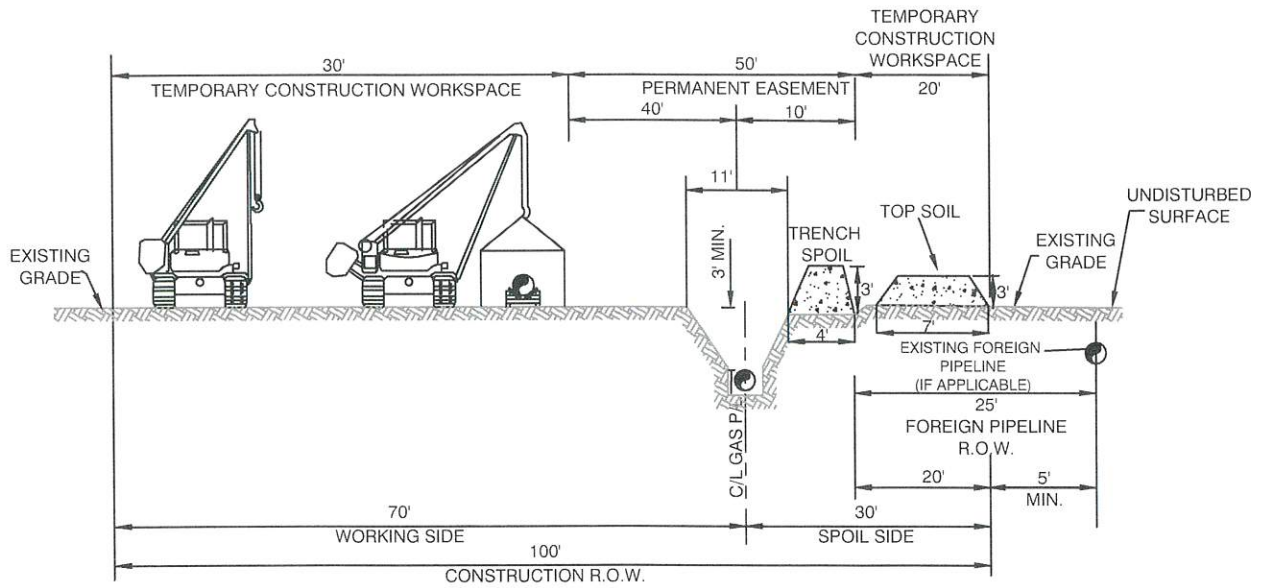 TEMPORARY
CONSTRUCTION
WORKSPACE
30'
50'
TEMPORARY CONSTRUCTION WORKSPACE
PERMANENT EASEMENT
20'
40'
10'
11'
UNDISTURBED
SURFACE
TOP SOIL
TRENCH
SPOIL
EXISTING
GRADE
EXISTING
GRADE
3' MIN.
3'
3'
4'
7'
EXISTING FOREIGN
PIPELINE
(IF APPLICABLE)
25'
FOREIGN PIPELINE
R.O.W.
C/L GAS P/L
20'
5'
MIN.
70'
30'
WORKING SIDE
SPOIL SIDE
100'
CONSTRUCTION R.O.W.